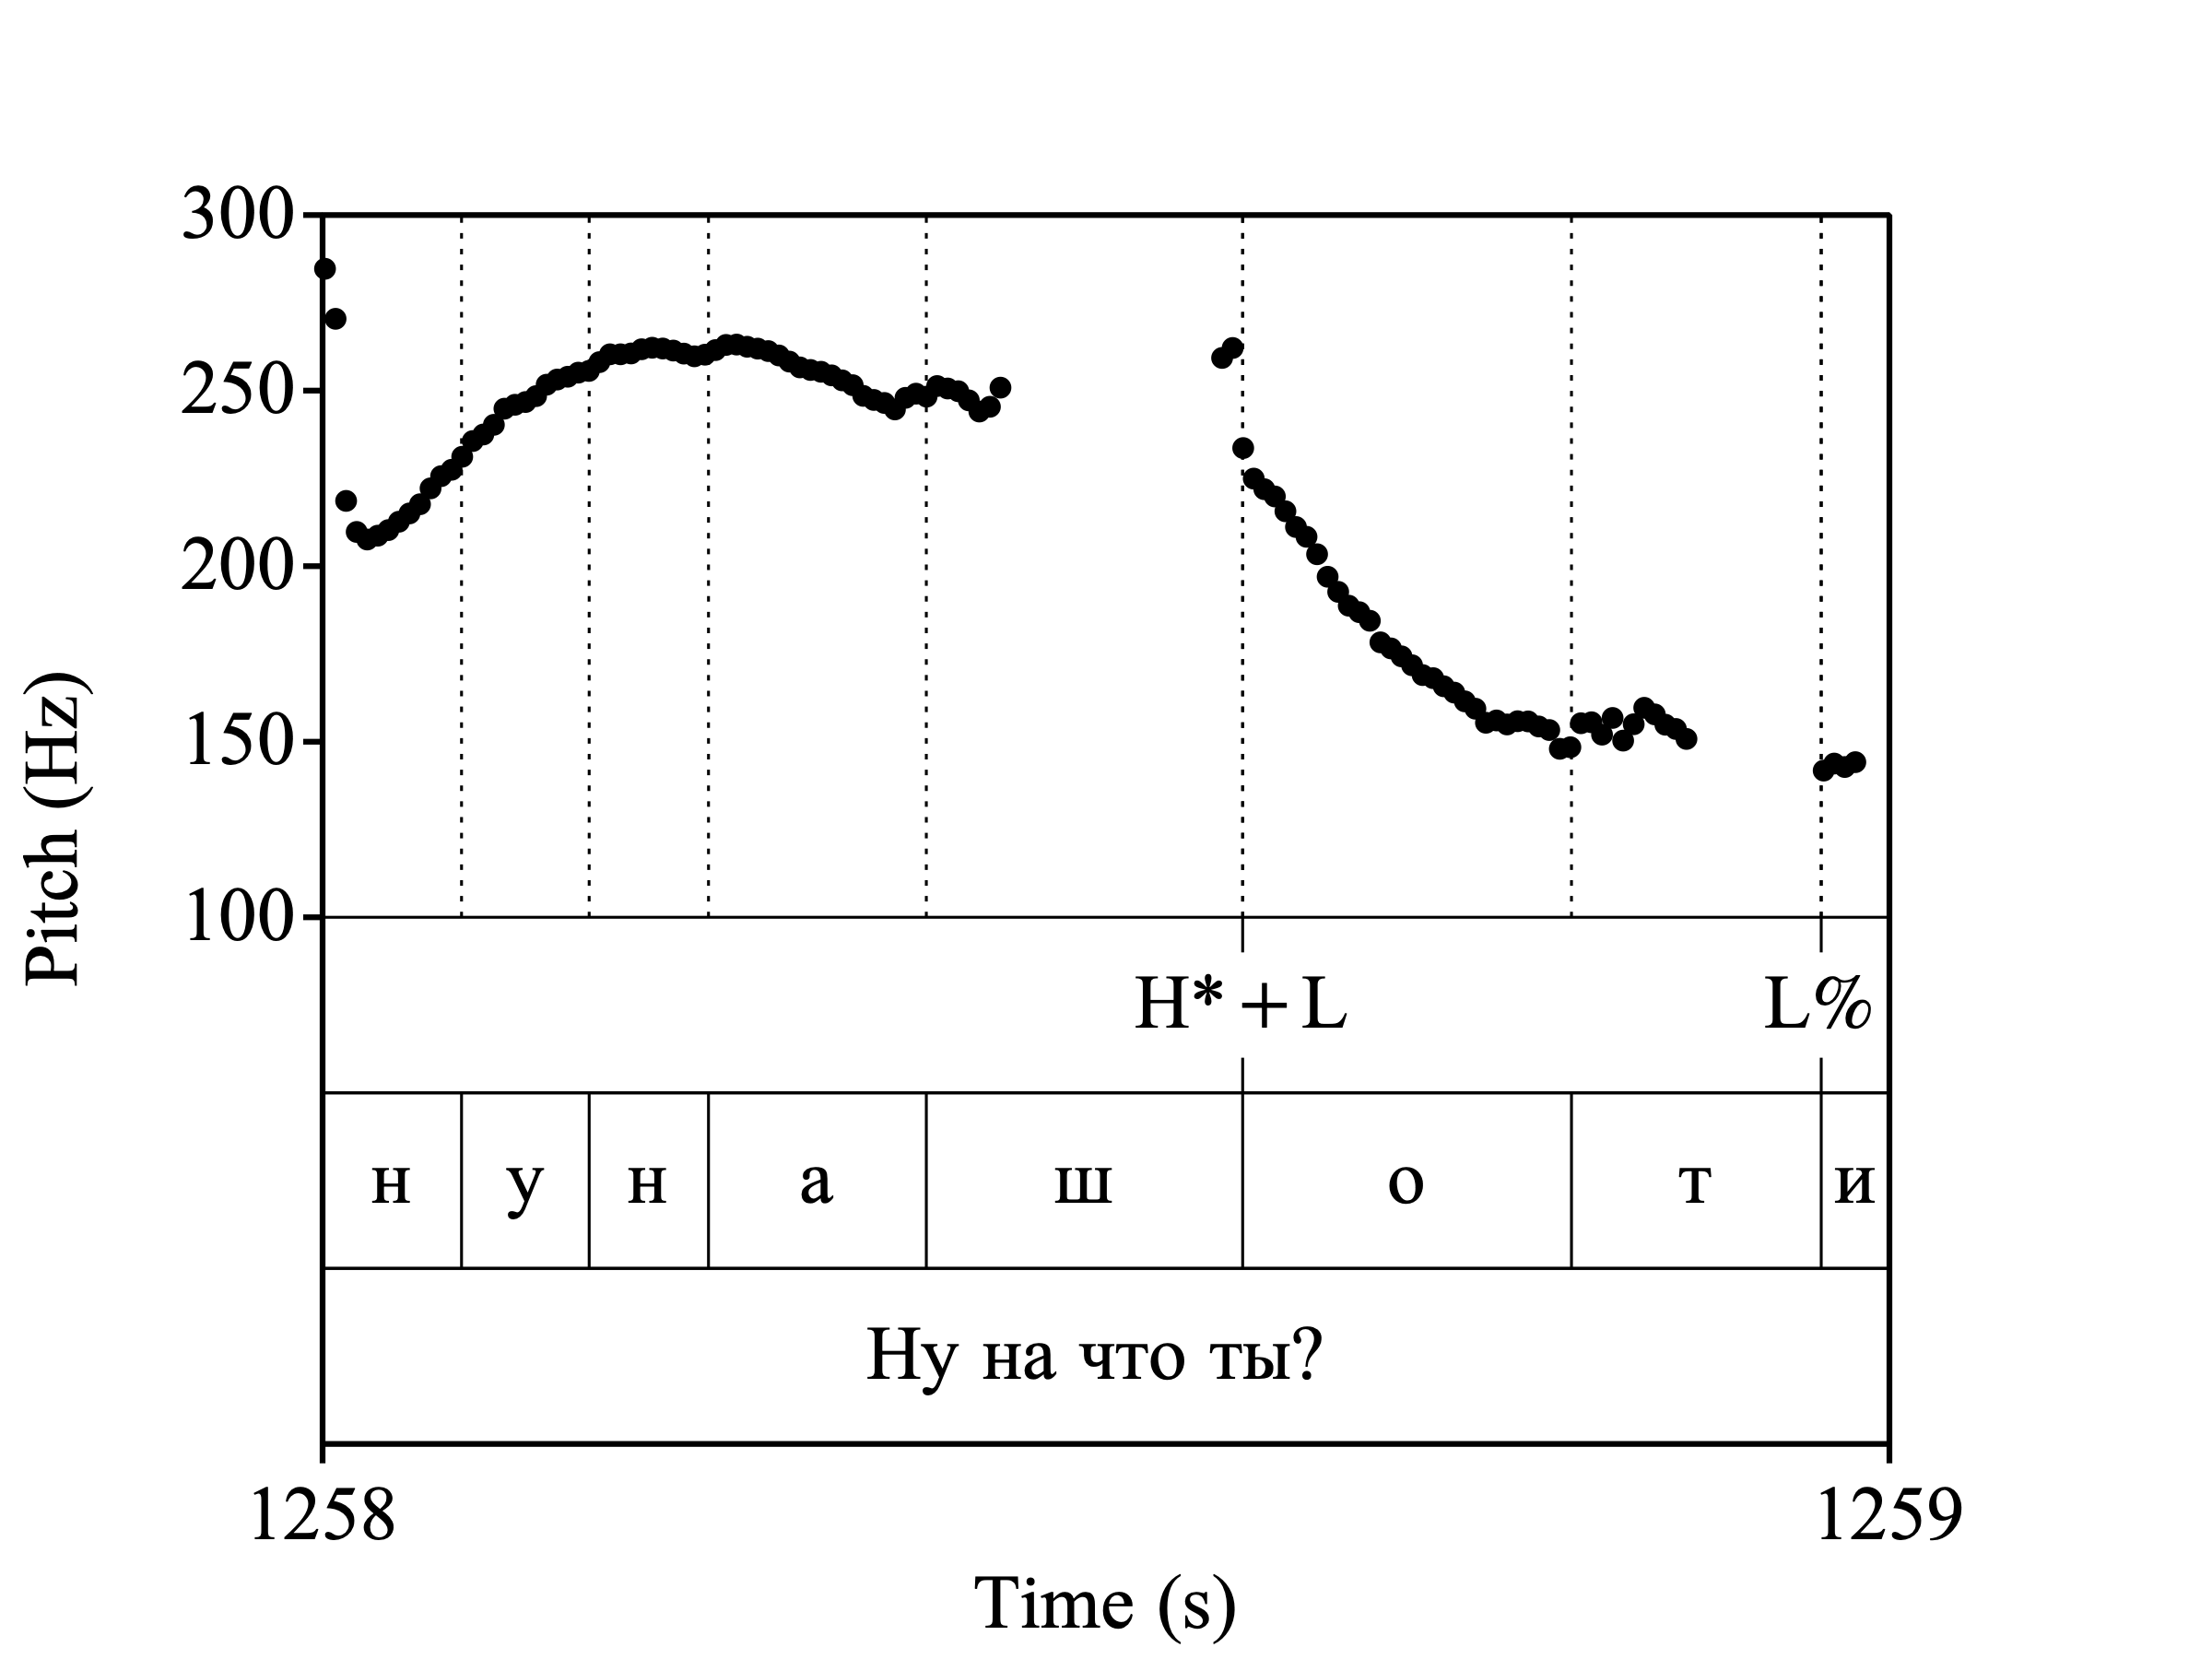 300
250
200
150
100
Pitch (Hz)
H*+L L%
н у н а ш о т и
Ну на что ты?
1258 1259
Time (s)